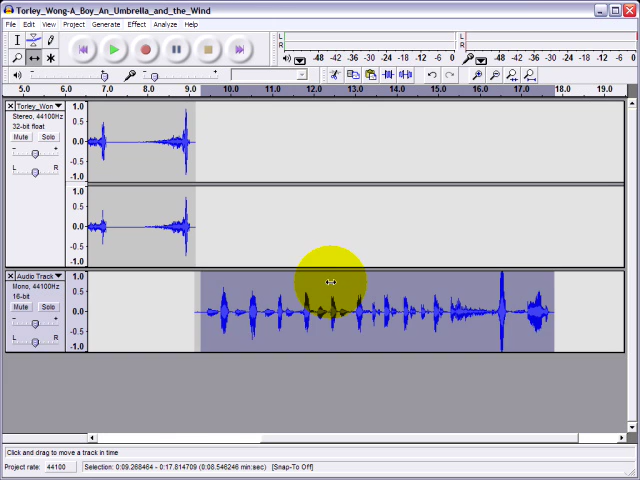 Torley_Wong-A_Boy_An_Umbrella_and_the_Wind
File Edit View Project Generate Effect Analyze Help
L
R
-48 -42 -36 -30 -24 -18 -12 -6 0
L
R
-48 -42 -36 -30 -24 -18 -12 -6 0
5.0 6.0 7.0 8.0 9.0 10.0 11.0 12.0 13.0 14.0 15.0 16.0 17.0 18.0 19.0
Torley_Won
Stereo, 44100Hz
32-bit float
Mute Solo
- +
L R
1.0
0.5
0.0
-0.5
-1.0
1.0
0.5
0.0
-0.5
-1.0
Audio Track
Mono, 44100Hz
16-bit
Mute Solo
- +
L R
1.0
0.5
0.0
-0.5
-1.0
Click and drag to move a track in time
Project rate: 44100 Selection: 0:09.268464 - 0:17.814709 (0:08.546246 min:sec) [Snap-To Off]